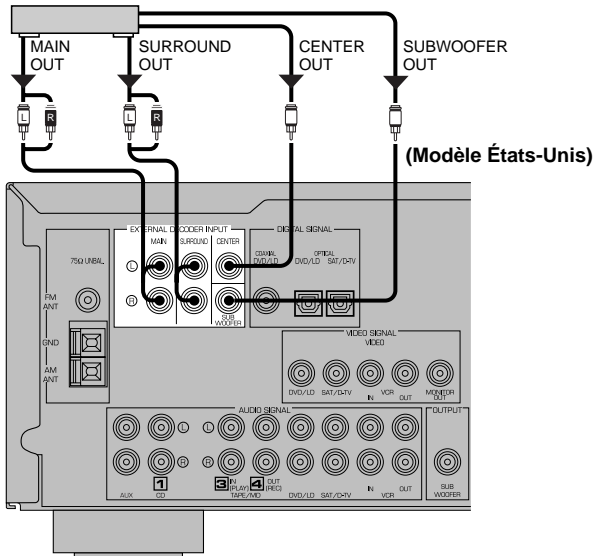 MAIN OUT
SURROUND OUT
CENTER OUT
SUBWOOFER OUT
L R L R
(Modèle États-Unis)
EXTERNAL DECODER INPUT
MAIN SURROUND CENTER
L
R
SUB WOOFER
DIGITAL SIGNAL
COAXIAL DVD/LD
OPTICAL
DVD/LD SAT/D-TV
75Ω UNBAL.
FM ANT
GND
AM ANT
VIDEO SIGNAL
VIDEO
DVD/LD SAT/D-TV IN VCR OUT MONITOR OUT
AUDIO SIGNAL
OUTPUT
L L
R R
1 3 IN (PLAY) 4 OUT (REC)
AUX CD TAPE/MD DVD/LD SAT/D-TV IN VCR OUT
SUB WOOFER